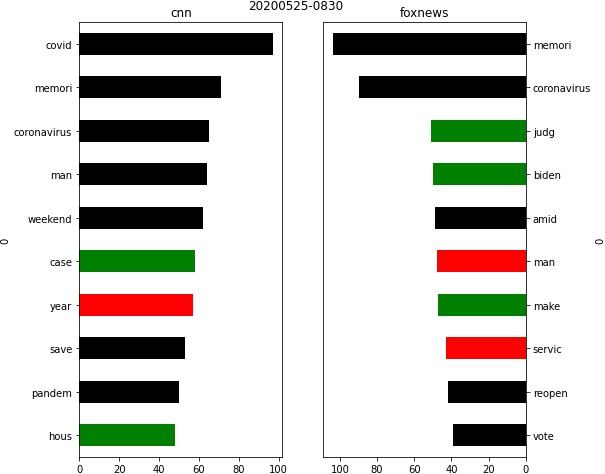 20200525-0830
cnn
foxnews
covid
memori
coronavirus
man
weekend
case
year
save
pandem
hous
0
0 20 40 60 80 100
memori
coronavirus
judg
biden
amid
man
make
servic
reopen
vote
0
100 80 60 40 20 0